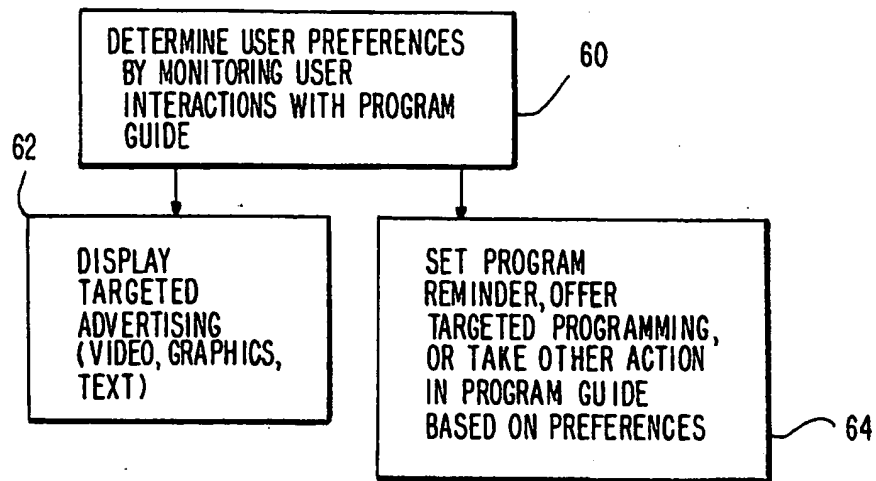 DETERMINE USER PREFERENCES
BY MONITORING USER
INTERACTIONS WITH PROGRAM
GUIDE
60
62
DISPLAY
TARGETED
ADVERTISING
(VIDEO, GRAPHICS,
TEXT)
SET PROGRAM
REMINDER, OFFER
TARGETED PROGRAMMING,
OR TAKE OTHER ACTION
IN PROGRAM GUIDE
BASED ON PREFERENCES
64